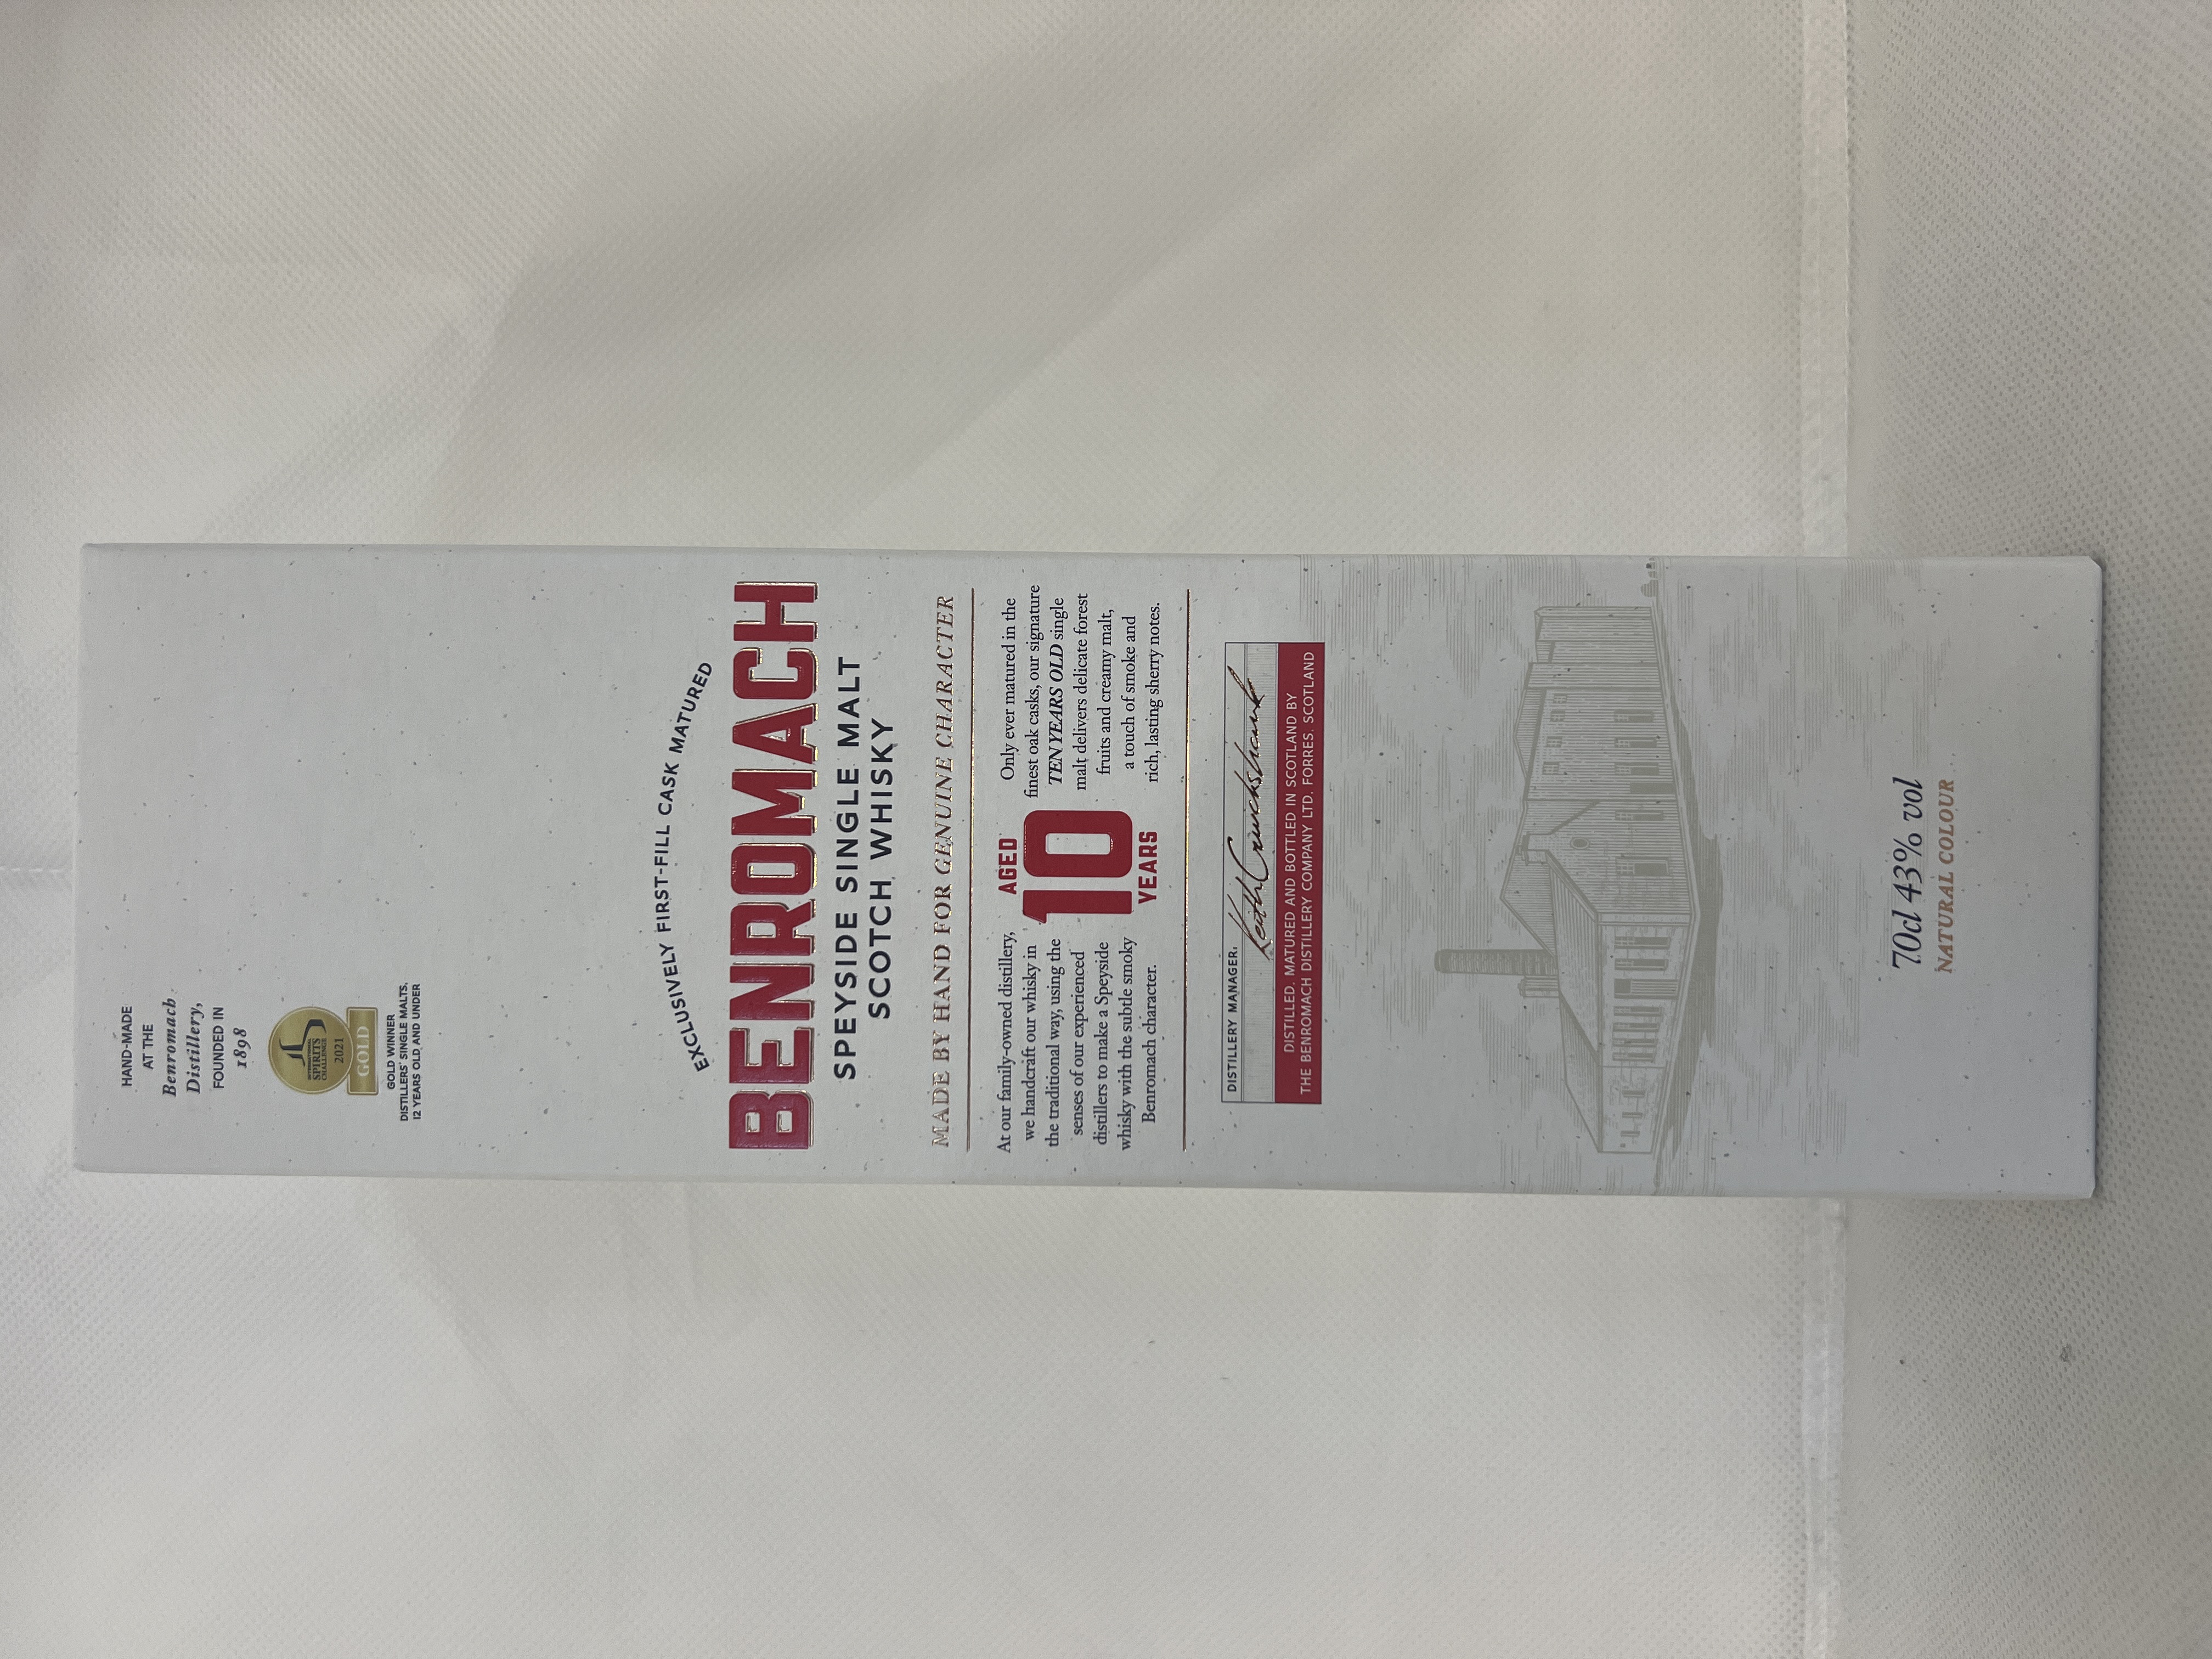 HAND-MADE
AT THE
Benromach
Distillery,
FOUNDED IN
1898
INTERNATIONAL
SPIRITS
CHALLENGE
2021
GOLD
GOLD WINNER
DISTILLERS' SINGLE MALTS,
12 YEARS OLD AND UNDER
EXCLUSIVELY FIRST-FILL CASK MATURED
BENROMACH
SPEYSIDE SINGLE MALT
SCOTCH WHISKY
MADE BY HAND FOR GENUINE CHARACTER
At our family-owned distillery,
we handcraft our whisky in
the traditional way, using the
senses of our experienced
distillers to make a Speyside
whisky with the subtle smoky
Benromach character.
AGED
10
YEARS
Only ever matured in the
finest oak casks, our signature
TEN YEARS OLD single
malt delivers delicate forest
fruits and creamy malt,
a touch of smoke and
rich, lasting sherry notes.
DISTILLERY MANAGER.
Keith Cruickshank
DISTILLED, MATURED AND BOTTLED IN SCOTLAND BY
THE BENROMACH DISTILLERY COMPANY LTD. FORRES. SCOTLAND
70cl 43% vol
NATURAL COLOUR